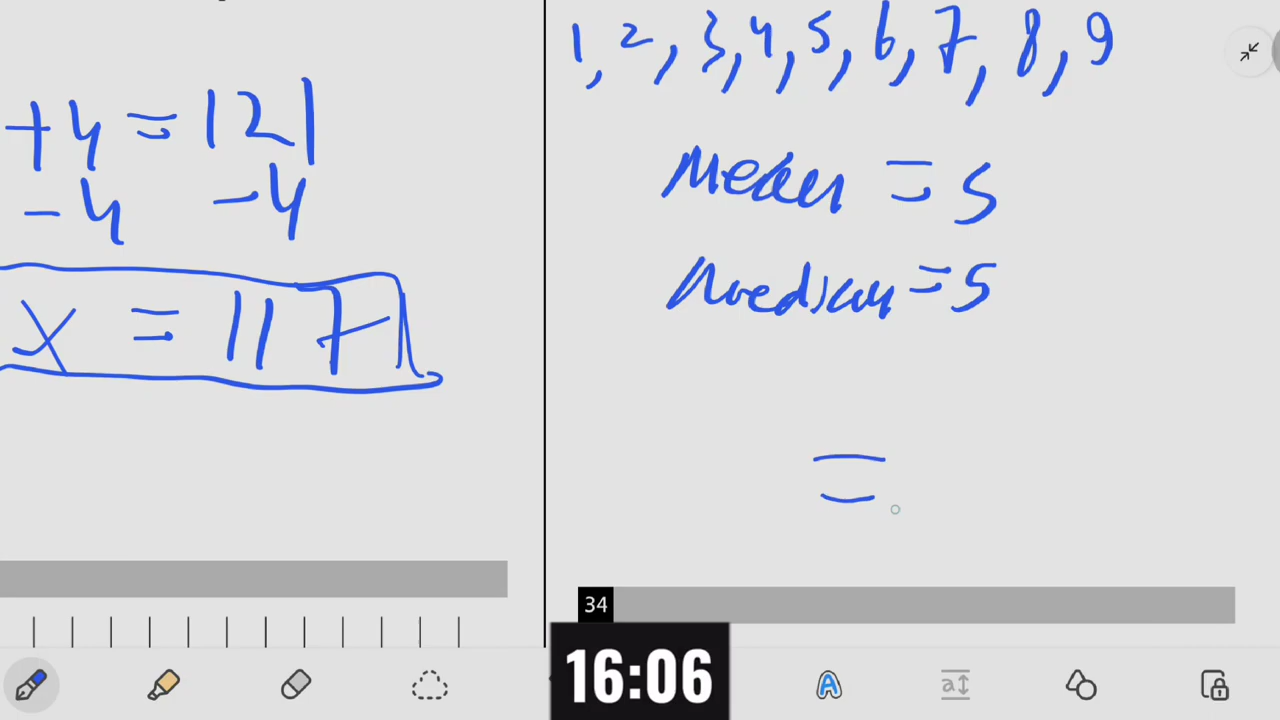 +4 = 121
-4 -4
x = 117
1, 2, 3, 4, 5, 6, 7, 8, 9
Mean = 5
Median = 5
=
34
16:06